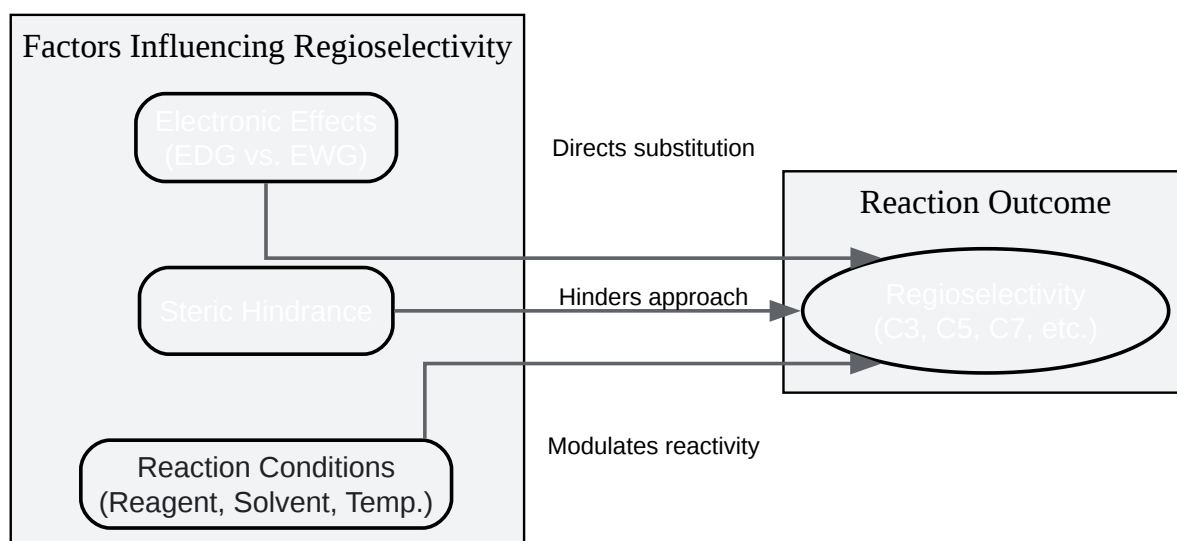 Factors Influencing Regioselectivity
Electronic Effects
(EDG vs. EWG)
Directs substitution
Reaction Outcome
Steric Hindrance
Hinders approach
Regioselectivity
(C3, C5, C7, etc.)
Modulates reactivity
Reaction Conditions
(Reagent, Solvent, Temp.)